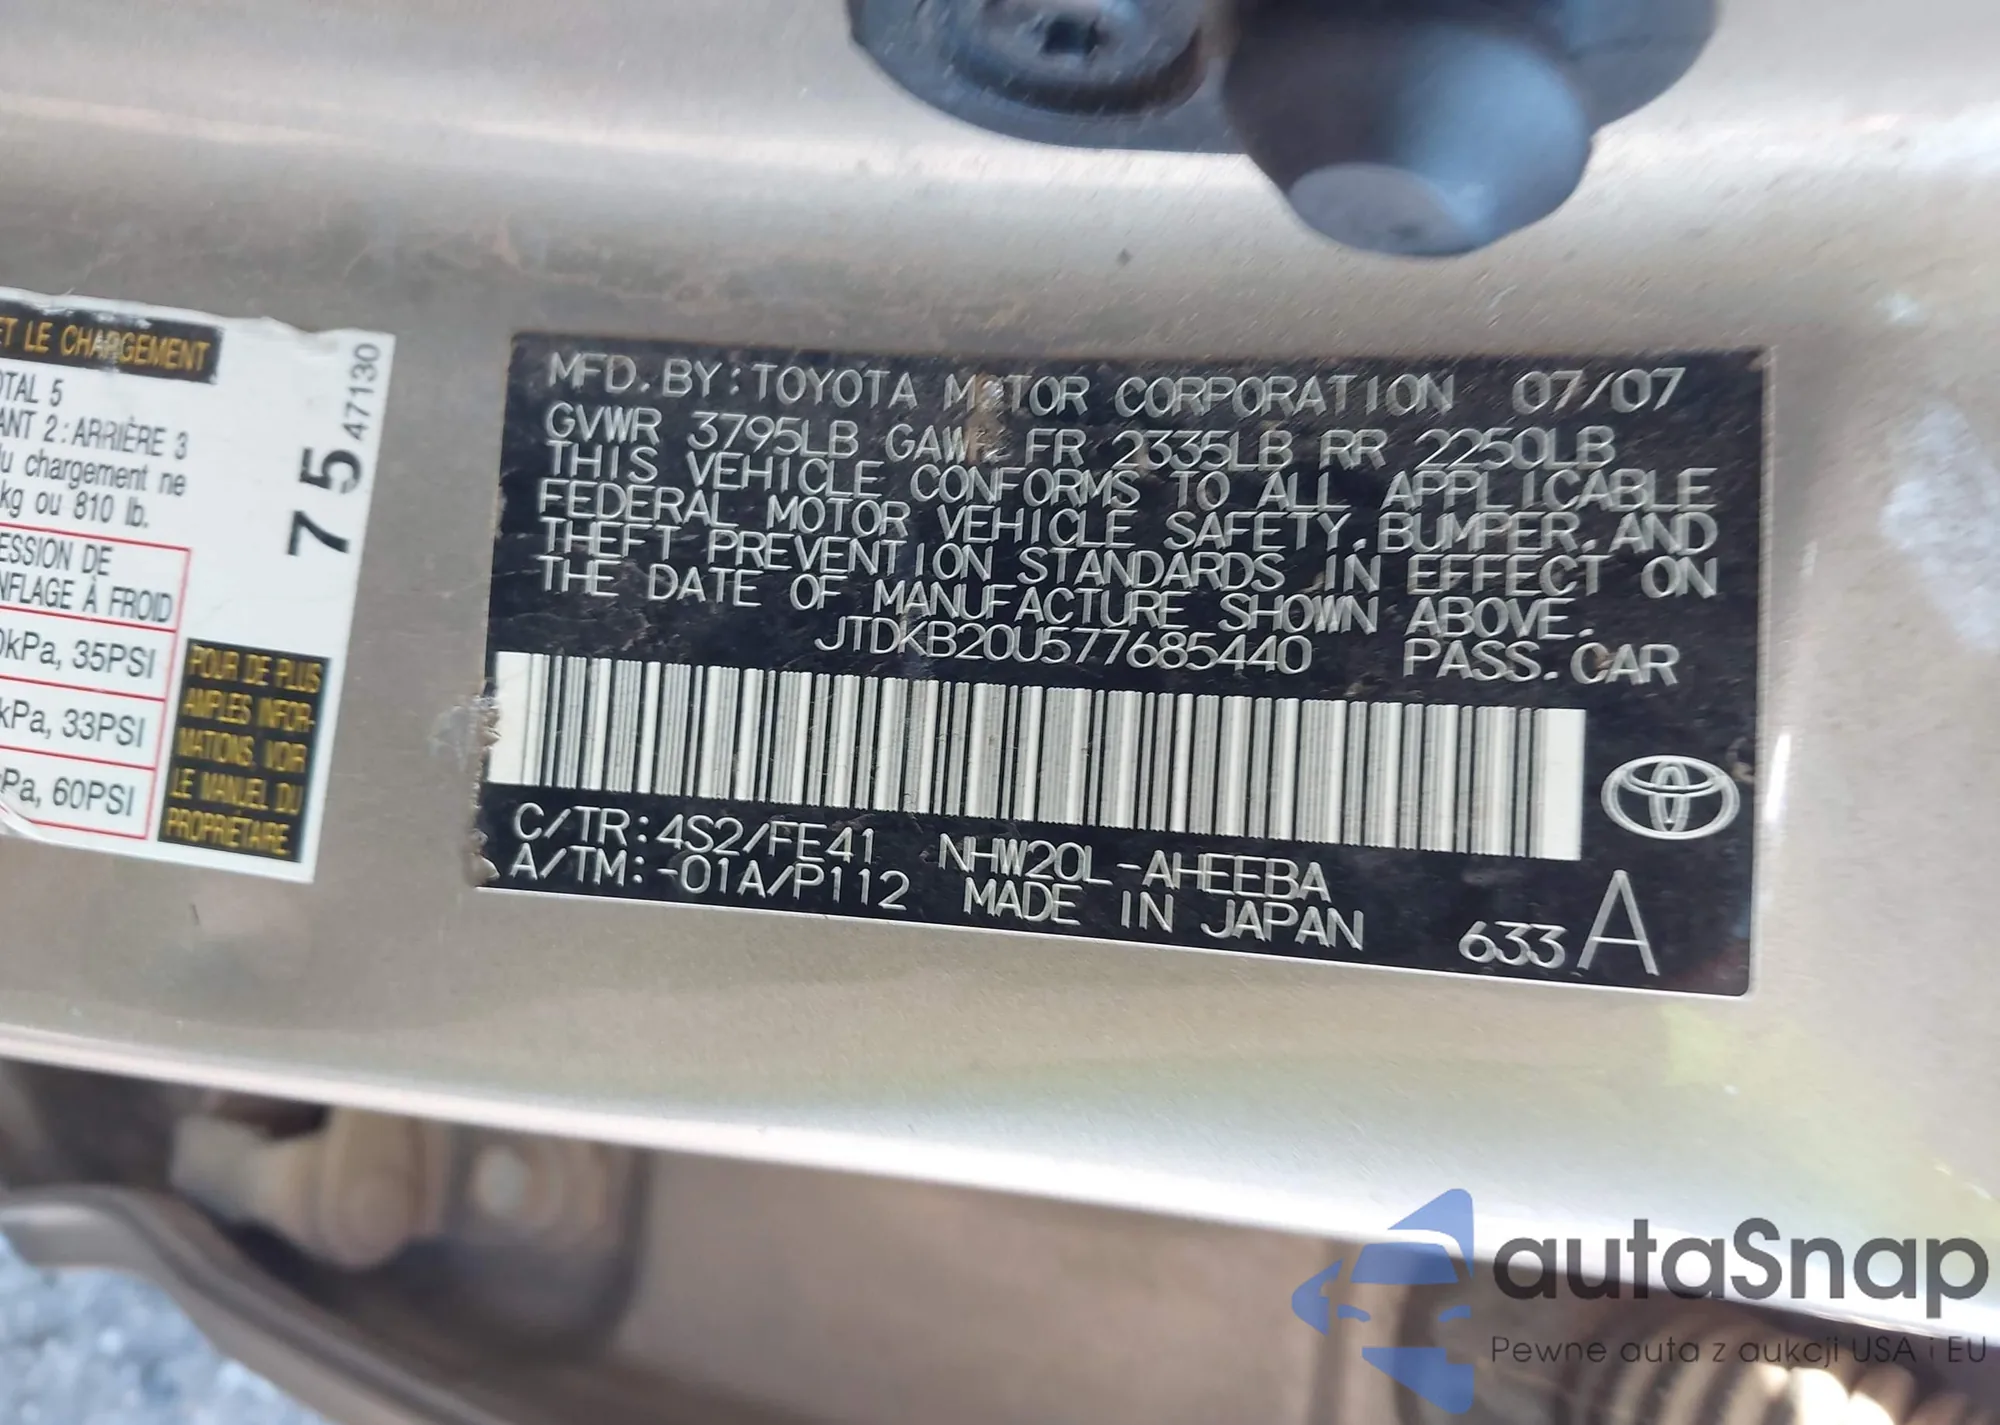 ET LE CHARGEMENT
OTAL 5
ANT 2 : ARRIÈRE 3
u chargement ne
kg ou 810 lb.
ESSION DE
NFLAGE À FROID
0kPa, 35PSI
kPa, 33PSI
Pa, 60PSI
47130
75
POUR DE PLUS
AMPLES INFOR-
MATIONS, VOIR
LE MANUEL DU
PROPRIÉTAIRE.
MFD. BY: TOYOTA MOTOR CORPORATION 07/07
GVWR 3795LB GAWR FR 2335LB RR 2250LB
THIS VEHICLE CONFORMS TO ALL APPLICABLE
FEDERAL MOTOR VEHICLE SAFETY, BUMPER, AND
THEFT PREVENTION STANDARDS IN EFFECT ON
THE DATE OF MANUFACTURE SHOWN ABOVE.
JTDKB20U577685440 PASS. CAR
C/TR: 4S2/FE41 NHW20L-AHEEBA
A/TM: -01A/P112 MADE IN JAPAN 633 A
autaSnap
Pewne auta z aukcji USA i EU